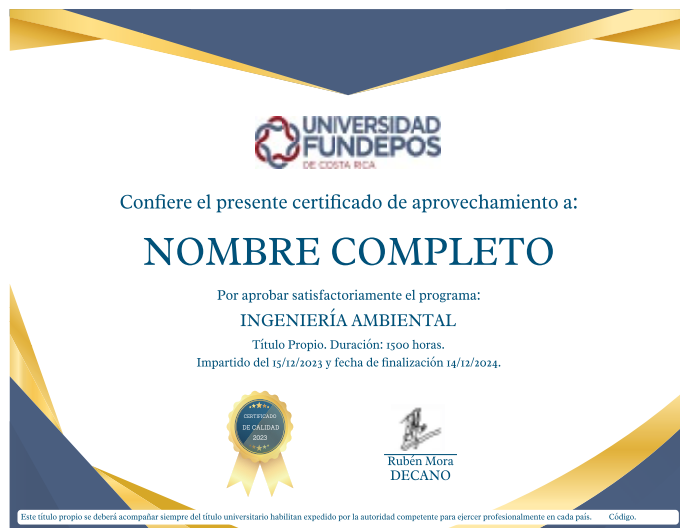 UNIVERSIDAD
FUNDEPOS
DE COSTA RICA
Confiere el presente certificado de aprovechamiento a:
NOMBRE COMPLETO
Por aprobar satisfactoriamente el programa:
INGENIERÍA AMBIENTAL
Título Propio. Duración: 1500 horas.
Impartido del 15/12/2023 y fecha de finalización 14/12/2024.
CERTIFICADO
DE CALIDAD
2023
Rubén Mora
DECANO
Este título propio se deberá acompañar siempre del título universitario habilitan expedido por la autoridad competente para ejercer profesionalmente en cada país. Código.